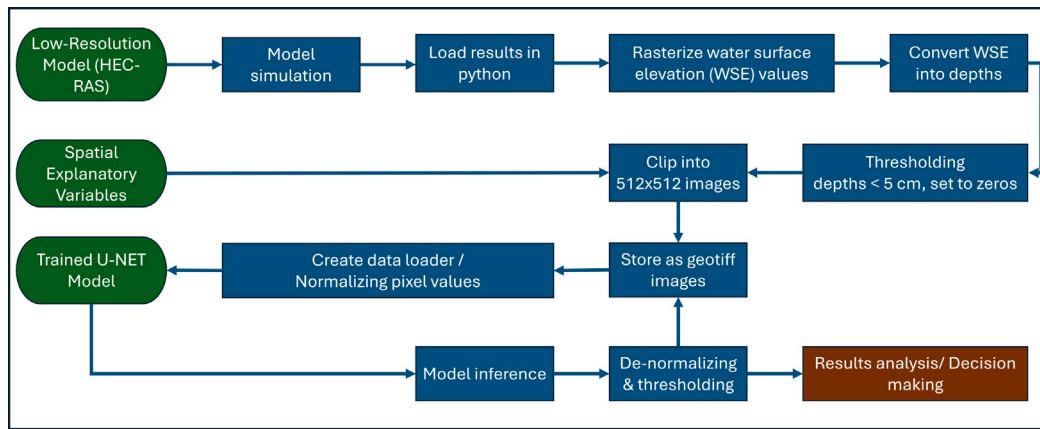 Low-Resolution
Model (HEC-
RAS)
Model
simulation
Load results in
python
Rasterize water surface
elevation (WSE) values
Convert WSE
into depths
Spatial
Explanatory
Variables
Clip into
512x512 images
Thresholding
depths < 5 cm, set to zeros
Trained U-NET
Model
Create data loader /
Normalizing pixel values
Store as geotiff
images
Model inference
De-normalizing
& thresholding
Results analysis/ Decision
making